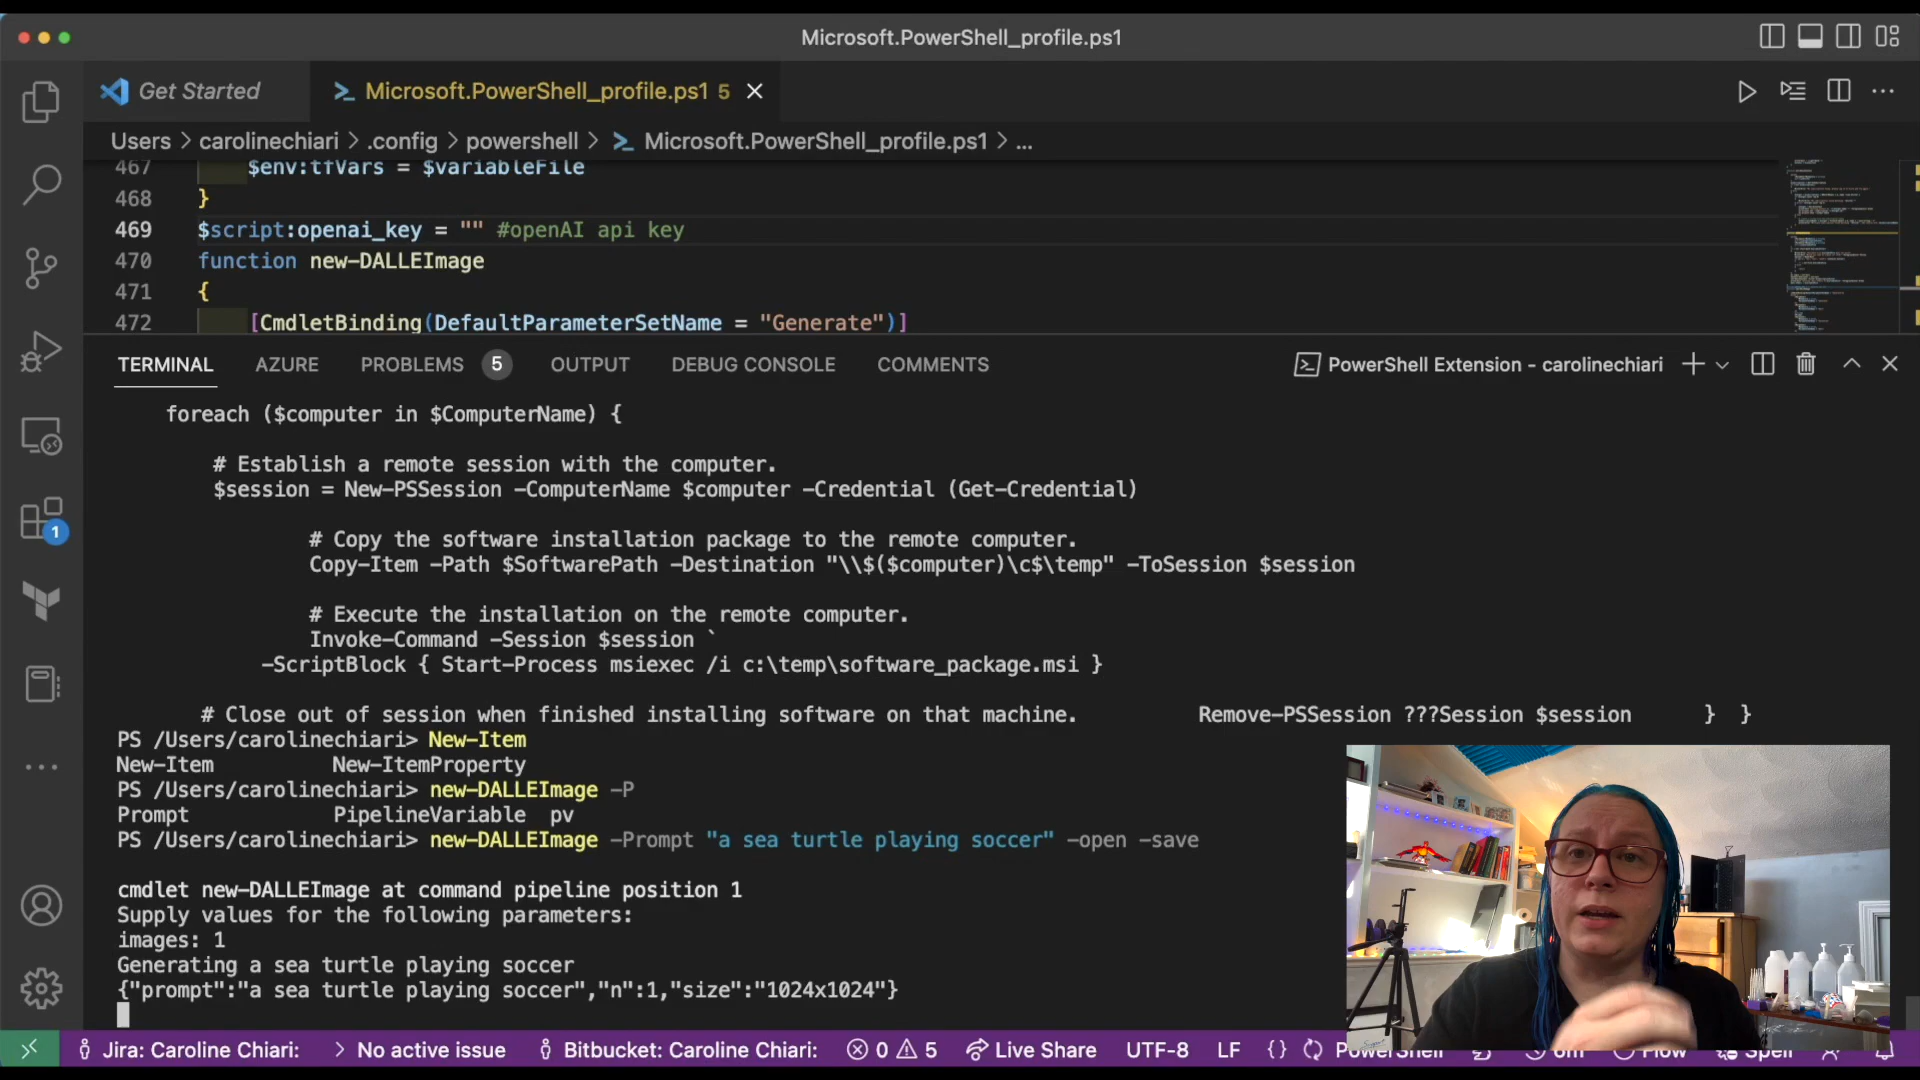 Microsoft.PowerShell_profile.ps1
Get Started
Microsoft.PowerShell_profile.ps1 5
Users > carolinechiari > .config > powershell > Microsoft.PowerShell_profile.ps1 > ...
467 $env:tfVars = $variableFile
468 }
469 $script:openai_key = "" #openAI api key
470 function new-DALLEImage
471 {
472 [CmdletBinding(DefaultParameterSetName = "Generate")]
TERMINAL AZURE PROBLEMS 5 OUTPUT DEBUG CONSOLE COMMENTS PowerShell Extension - carolinechiari
foreach ($computer in $ComputerName) {
# Establish a remote session with the computer.
$session = New-PSSession -ComputerName $computer -Credential (Get-Credential)
# Copy the software installation package to the remote computer.
Copy-Item -Path $SoftwarePath -Destination "\\$($computer)\c$\temp" -ToSession $session
# Execute the installation on the remote computer.
Invoke-Command -Session $session `
-ScriptBlock { Start-Process msiexec /i c:\temp\software_package.msi }
# Close out of session when finished installing software on that machine. Remove-PSSession ???Session $session } }
PS /Users/carolinechiari> New-Item
New-Item New-ItemProperty
PS /Users/carolinechiari> new-DALLEImage -P
Prompt PipelineVariable pv
PS /Users/carolinechiari> new-DALLEImage -Prompt "a sea turtle playing soccer" -open -save
cmdlet new-DALLEImage at command pipeline position 1
Supply values for the following parameters:
images: 1
Generating a sea turtle playing soccer
{"prompt":"a sea turtle playing soccer","n":1,"size":"1024x1024"}
1
Jira: Caroline Chiari: > No active issue Bitbucket: Caroline Chiari: 0 5 Live Share UTF-8 LF {} PowerShell 0m Flow Spell